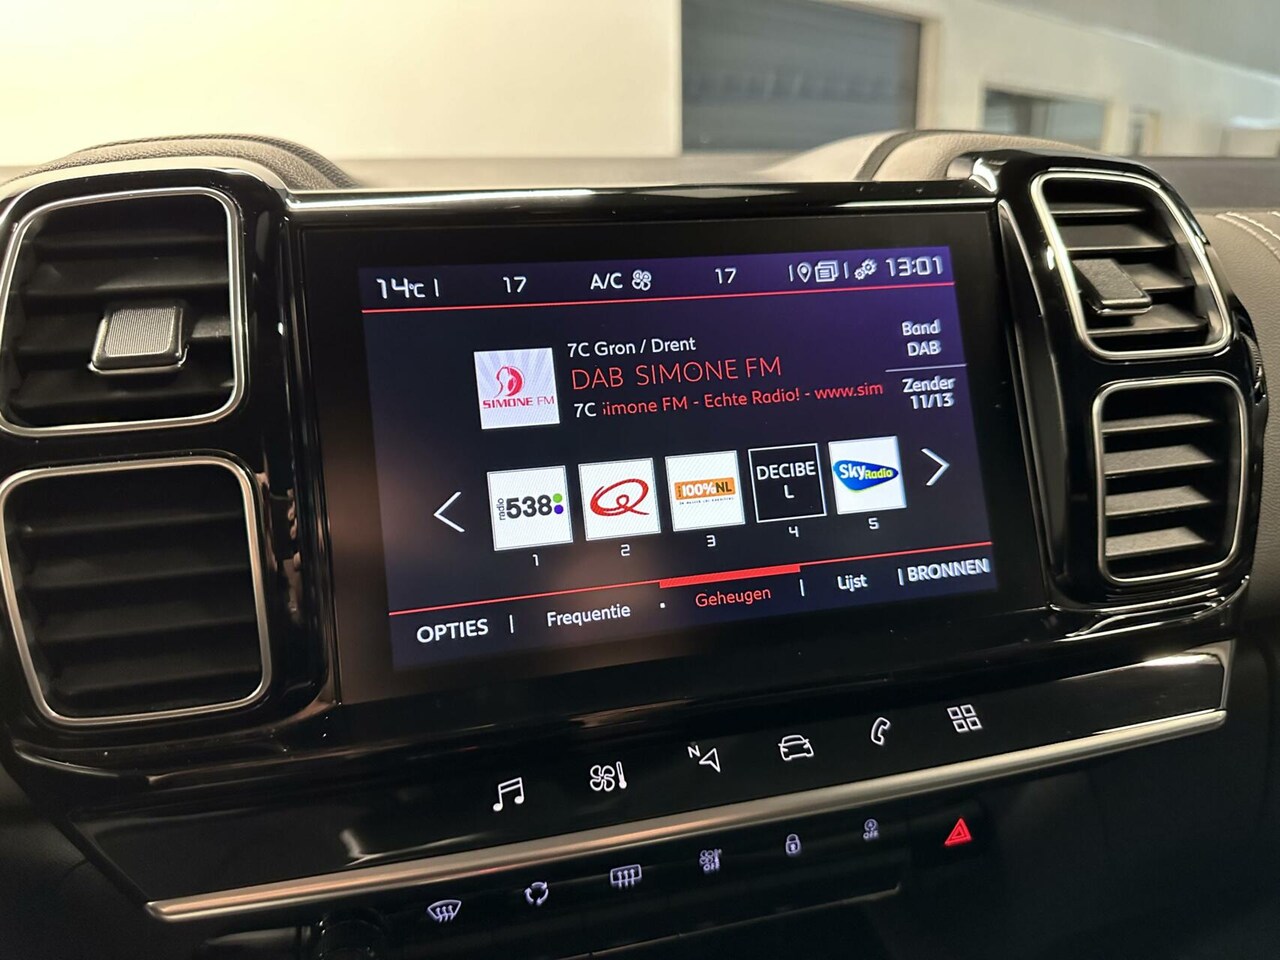 14°C
17
A/C
17
13:01
7C Gron / Drent
DAB SIMONE FM
7C imone FM - Echte Radio! - www.sim
SIMONE FM
Band
DAB
Zender
11/13
radio 538
100%NL
DECIBE
L
Sky Radio
1
2
3
4
5
OPTIES
Frequentie
Geheugen
Lijst
BRONNEN
N
OFF